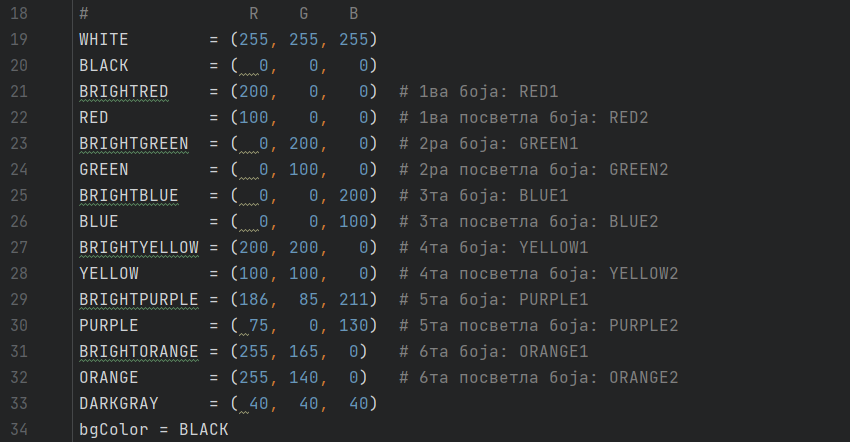 18 #                R    G    B
19 WHITE        = (255, 255, 255)
20 BLACK        = (  0,   0,   0)
21 BRIGHTRED    = (200,   0,   0)  # 1ва боја: RED1
22 RED          = (100,   0,   0)  # 1ва посветла боја: RED2
23 BRIGHTGREEN  = (  0, 200,   0)  # 2ра боја: GREEN1
24 GREEN        = (  0, 100,   0)  # 2ра посветла боја: GREEN2
25 BRIGHTBLUE   = (  0,   0, 200)  # 3та боја: BLUE1
26 BLUE         = (  0,   0, 100)  # 3та посветла боја: BLUE2
27 BRIGHTYELLOW = (200, 200,   0)  # 4та боја: YELLOW1
28 YELLOW       = (100, 100,   0)  # 4та посветла боја: YELLOW2
29 BRIGHTPURPLE = (186,  85, 211)  # 5та боја: PURPLE1
30 PURPLE       = ( 75,   0, 130)  # 5та посветла боја: PURPLE2
31 BRIGHTORANGE = (255, 165,  0)   # 6та боја: ORANGE1
32 ORANGE       = (255, 140,  0)   # 6та посветла боја: ORANGE2
33 DARKGRAY     = ( 40,  40,  40)
34 bgColor = BLACK